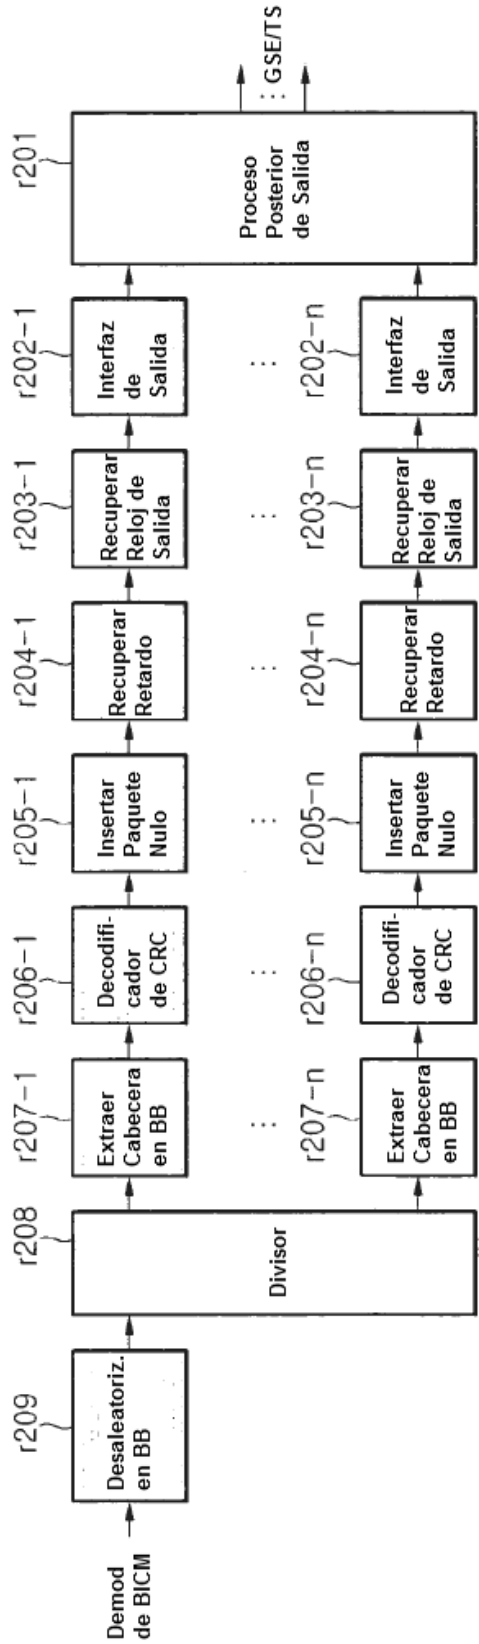 Demod
de BICM
r209
Desaleatoriz.
en BB
r208
Divisor
r207-1
Extraer
Cabecera
en BB
r206-1
Decodifi-
cador
de CRC
r205-1
Insertar
Paquete
Nulo
r204-1
Recuperar
Retardo
r203-1
Recuperar
Reloj de
Salida
r202-1
Interfaz
de
Salida
r201
Proceso
Posterior
de Salida
GSE/TS
r207-n
Extraer
Cabecera
en BB
r206-n
Decodifi-
cador
de CRC
r205-n
Insertar
Paquete
Nulo
r204-n
Recuperar
Retardo
r203-n
Recuperar
Reloj de
Salida
r202-n
Interfaz
de
Salida